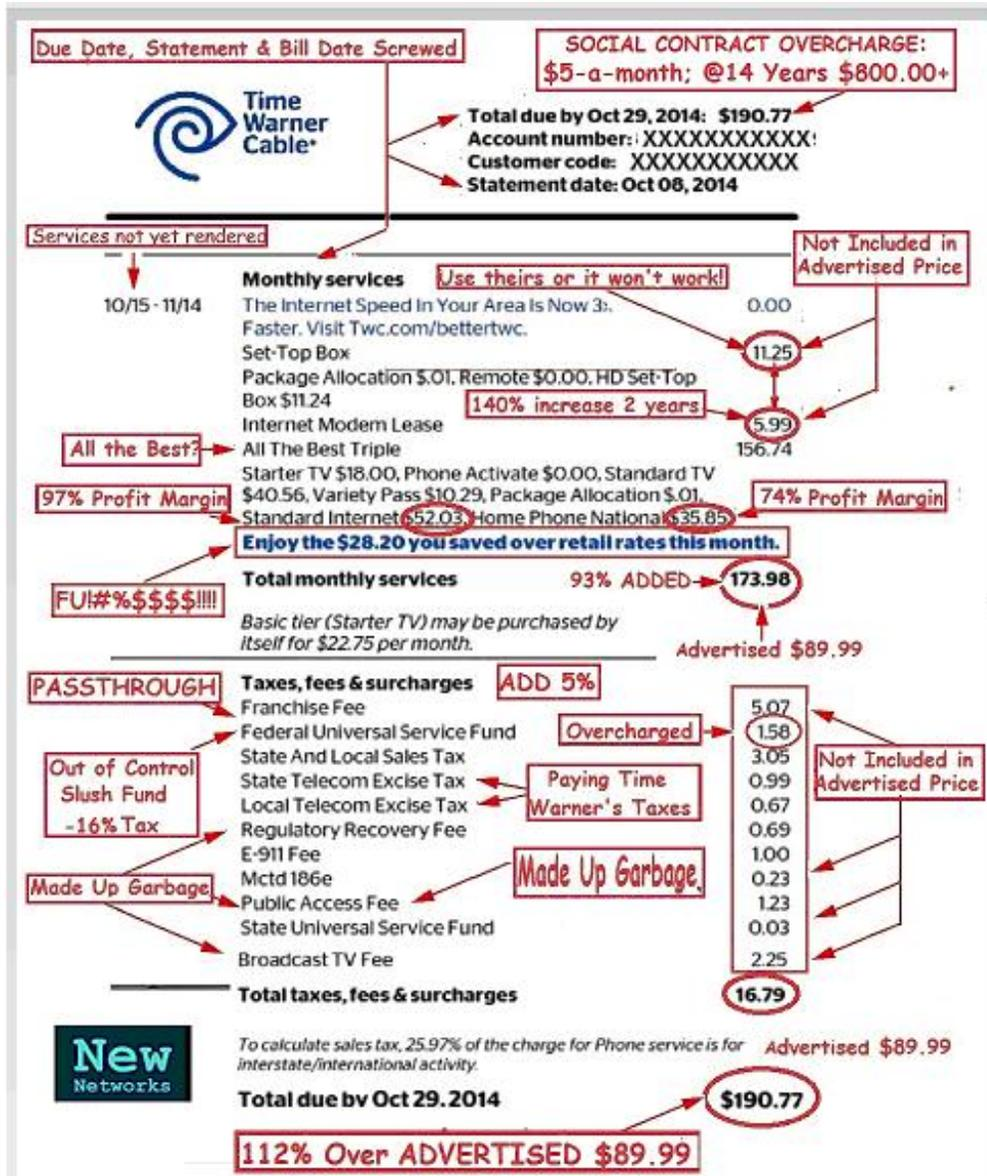 Due Date, Statement & Bill Date Screwed
SOCIAL CONTRACT OVERCHARGE:
$5-a-month; @14 Years $800.00+
Time
Warner
Cable
Total due by Oct 29, 2014: $190.77
Account number: XXXXXXXXXXX
Customer code: XXXXXXXXXXX
Statement date: Oct 08, 2014
Services not yet rendered
Not Included in
Advertised Price
Monthly services
Use theirs or it won't work!
10/15 - 11/14
The Internet Speed In Your Area Is Now 0.00
Faster. Visit Twc.com/bettertwc.
Set-Top Box 11.25
Package Allocation $.01, Remote $0.00, HD Set-Top
Box $11.24
140% increase 2 years
Internet Modem Lease 5.99
All the Best?
All The Best Triple 156.74
Starter TV $18.00, Phone Activate $0.00, Standard TV
97% Profit Margin
$40.56, Variety Pass $10.29, Package Allocation $.01,
74% Profit Margin
Standard Internet $52.03, Home Phone National $35.85
Enjoy the $28.20 you saved over retail rates this month.
FU!#%$$$$!!!!
Total monthly services 93% ADDED 173.98
Basic tier (Starter TV) may be purchased by
itself for $22.75 per month.
Advertised $89.99
PASSTHROUGH
Taxes, fees & surcharges ADD 5%
Franchise Fee 5.07
Federal Universal Service Fund Overcharged 1.58
State And Local Sales Tax 3.05
Out of Control
Slush Fund
-16% Tax
State Telecom Excise Tax 0.99
Paying Time
Warner's Taxes
Not Included in
Advertised Price
Local Telecom Excise Tax 0.67
Regulatory Recovery Fee 0.69
E-911 Fee 1.00
Mctd 186e 0.23
Made Up Garbage
Made Up Garbage
Public Access Fee 1.23
State Universal Service Fund 0.03
Broadcast TV Fee 2.25
Total taxes, fees & surcharges 16.79
New
Networks
To calculate sales tax, 25.97% of the charge for Phone service is for
interstate/international activity.
Advertised $89.99
Total due by Oct 29. 2014 $190.77
112% Over ADVERTISED $89.99